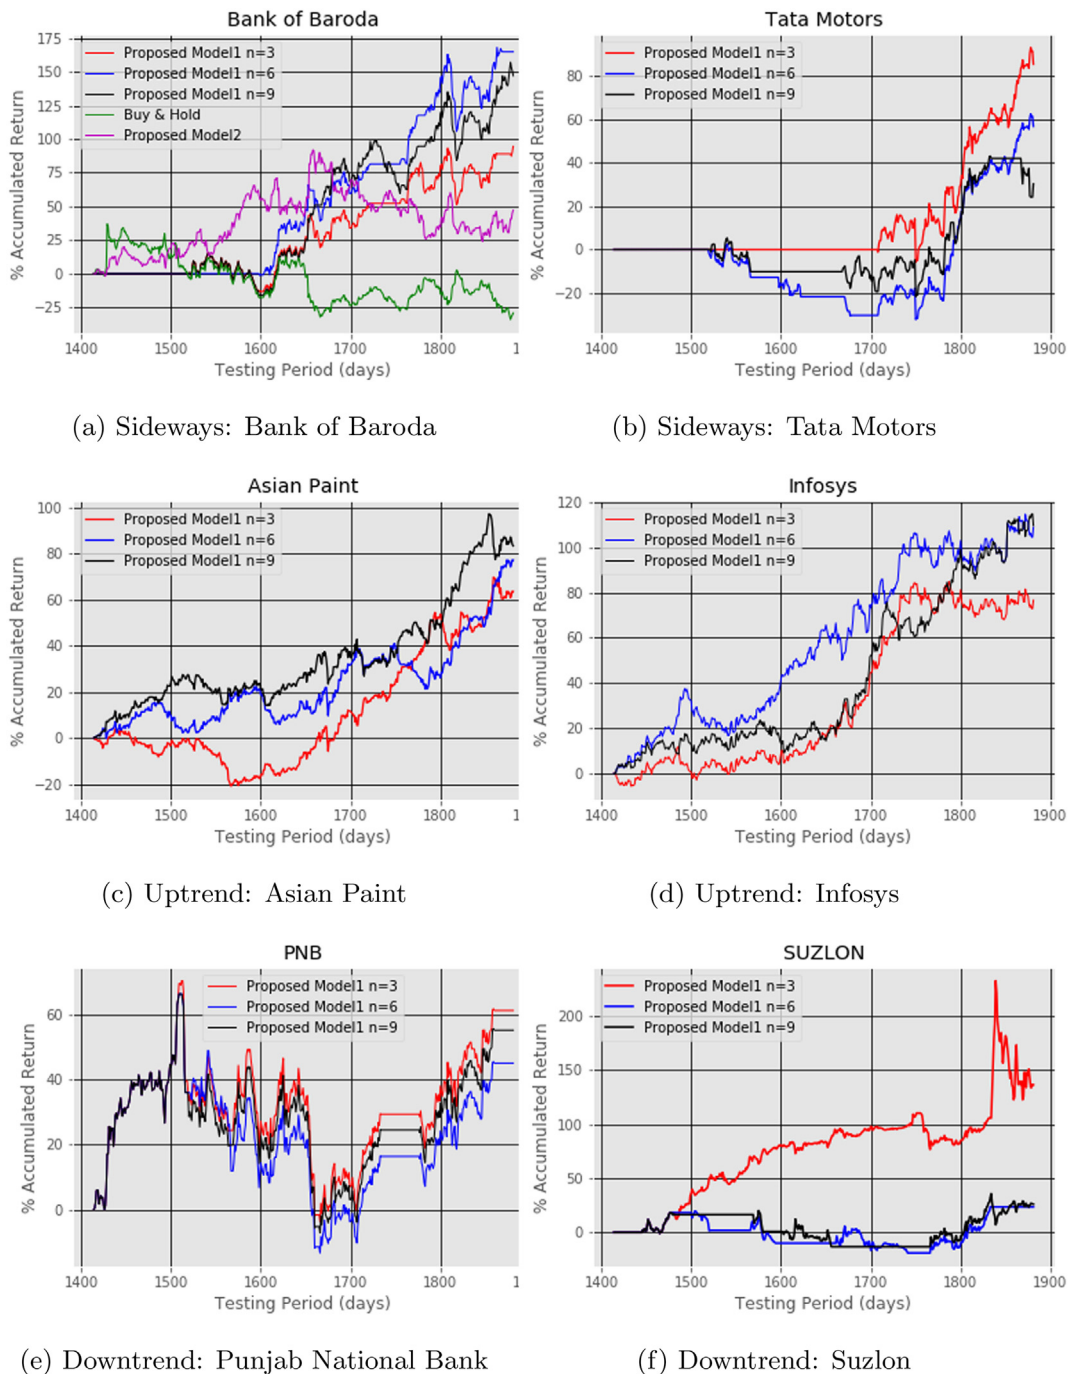 Bank of Baroda
175
150
125
100
75
50
25
0
−25
% Accumulated Return
Proposed Model1 n=3
Proposed Model1 n=6
Proposed Model1 n=9
Buy & Hold
Proposed Model2
1400 1500 1600 1700 1800 1
Testing Period (days)
(a) Sideways: Bank of Baroda
Tata Motors
80
60
40
20
0
−20
% Accumulated Return
Proposed Model1 n=3
Proposed Model1 n=6
Proposed Model1 n=9
1400 1500 1600 1700 1800 1900
Testing Period (days)
(b) Sideways: Tata Motors
Asian Paint
100
80
60
40
20
0
−20
% Accumulated Return
Proposed Model1 n=3
Proposed Model1 n=6
Proposed Model1 n=9
1400 1500 1600 1700 1800 1
Testing Period (days)
(c) Uptrend: Asian Paint
Infosys
120
100
80
60
40
20
0
% Accumulated Return
Proposed Model1 n=3
Proposed Model1 n=6
Proposed Model1 n=9
1400 1500 1600 1700 1800 1900
Testing Period (days)
(d) Uptrend: Infosys
PNB
60
40
20
0
% Accumulated Return
Proposed Model1 n=3
Proposed Model1 n=6
Proposed Model1 n=9
1400 1500 1600 1700 1800 1
Testing Period (days)
(e) Downtrend: Punjab National Bank
SUZLON
200
150
100
50
0
% Accumulated Return
Proposed Model1 n=3
Proposed Model1 n=6
Proposed Model1 n=9
1400 1500 1600 1700 1800 1900
Testing Period (days)
(f) Downtrend: Suzlon